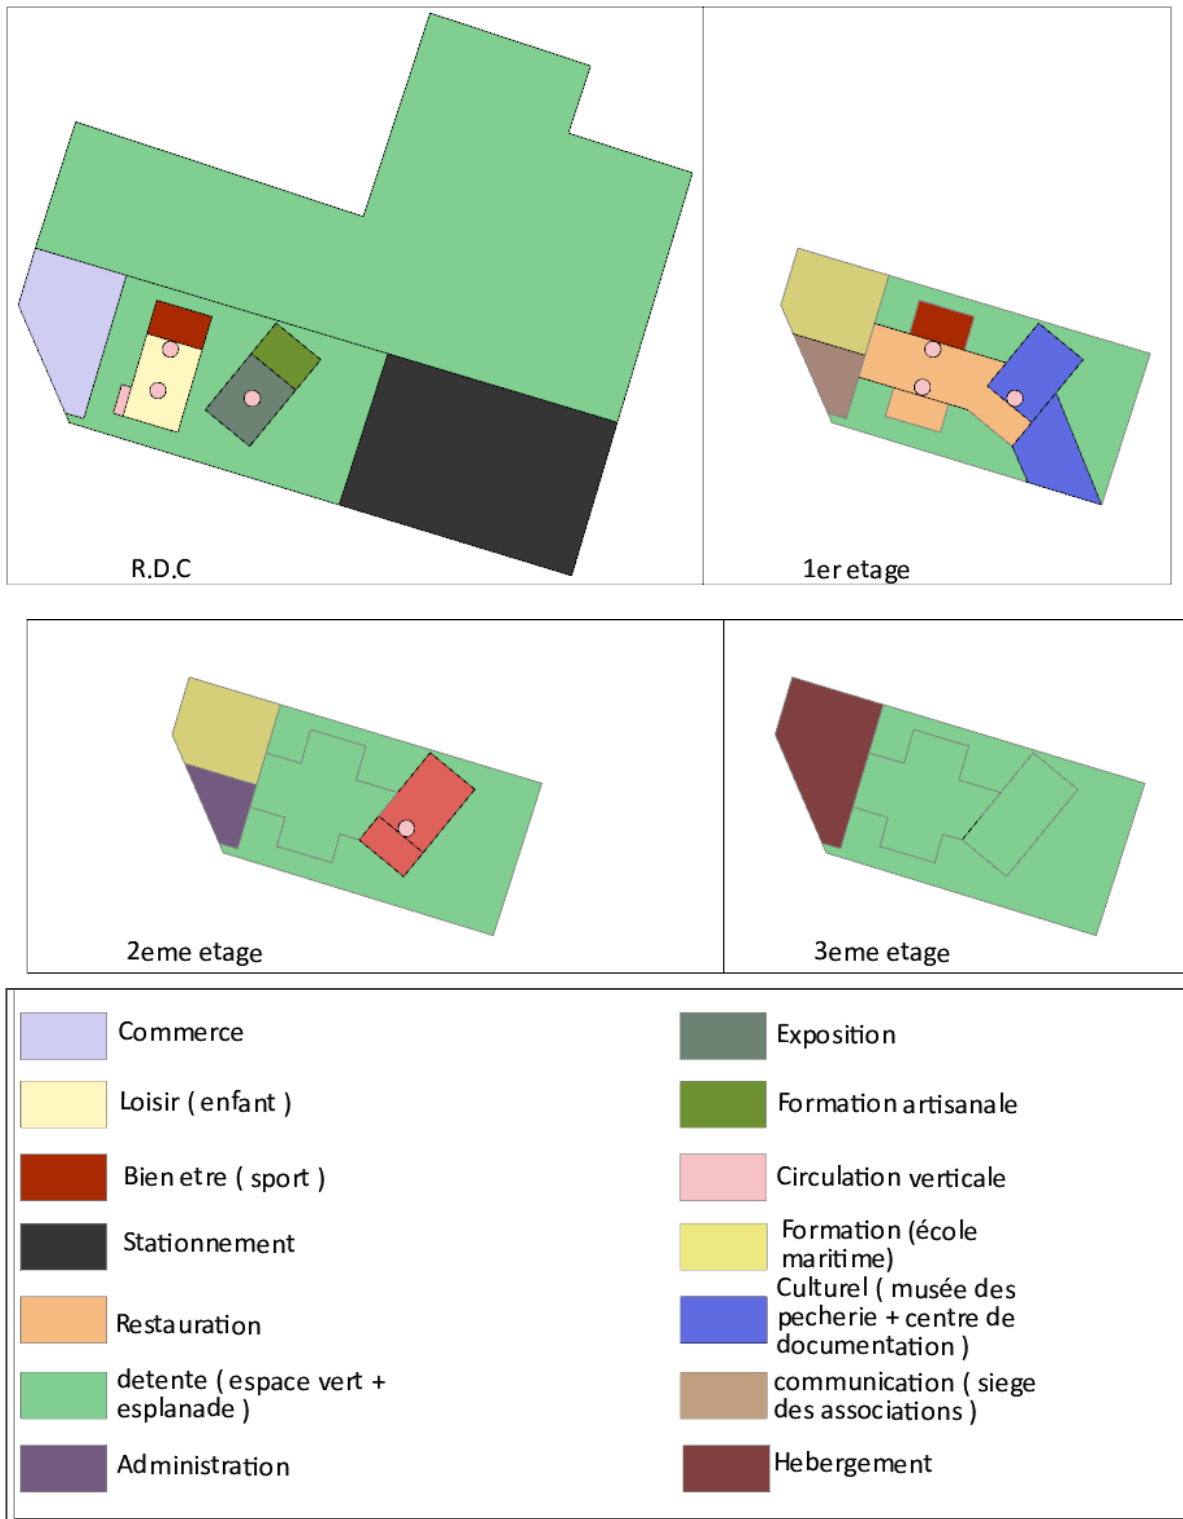 R.D.C
1er etage
2eme etage
3eme etage
Commerce
Loisir ( enfant )
Bien etre ( sport )
Stationnement
Restauration
detente ( espace vert +
esplanade )
Administration
Exposition
Formation artisanale
Circulation verticale
Formation (école
maritime)
Culturel ( musée des
pecherie + centre de
documentation )
communication ( siege
des associations )
Hebergement